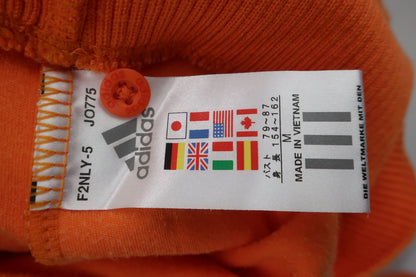 F2NLY-5 JO775
adidas
バスト 79~87
身 長 154~162
M
MADE IN VIETNAM
DIE WELTMARKE MIT DEN